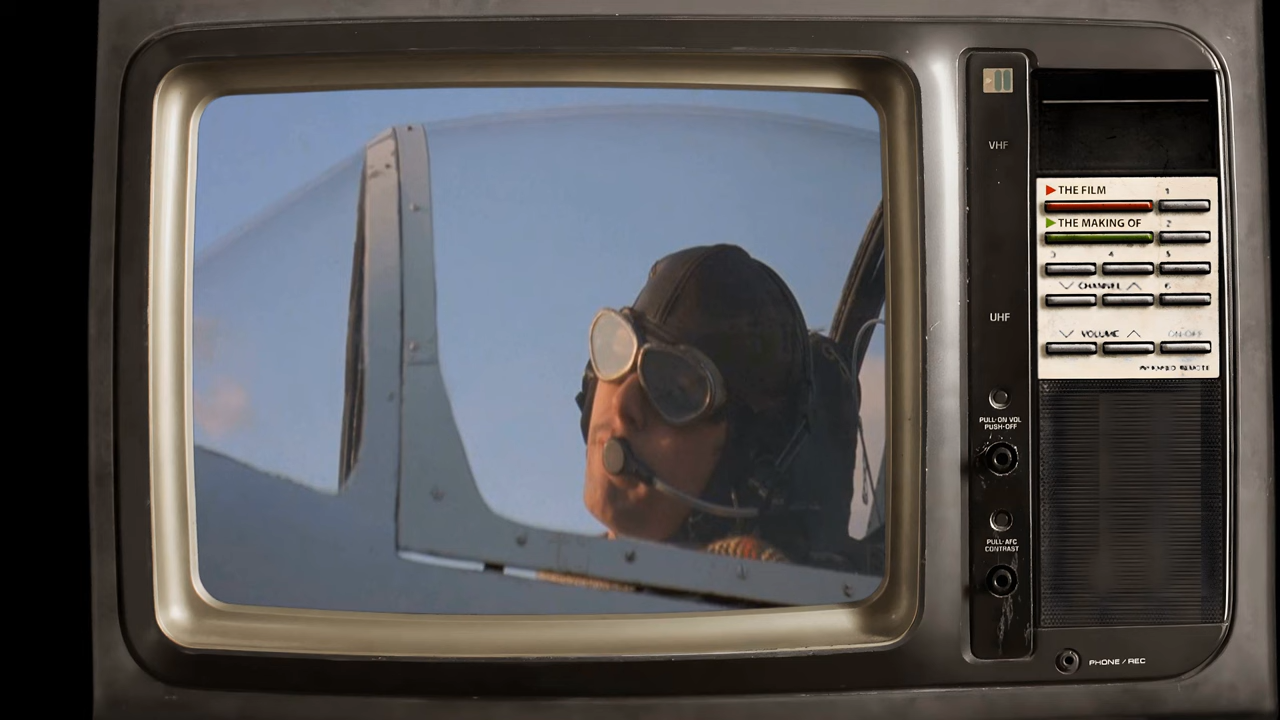 VHF
UHF
PULL-ON VOL
PUSH-OFF
PULL-AFC
CONTRAST
THE FILM
1
THE MAKING OF
2
3
4
5
CHANNEL
6
VOLUME
ON-OFF
PHONE / REC